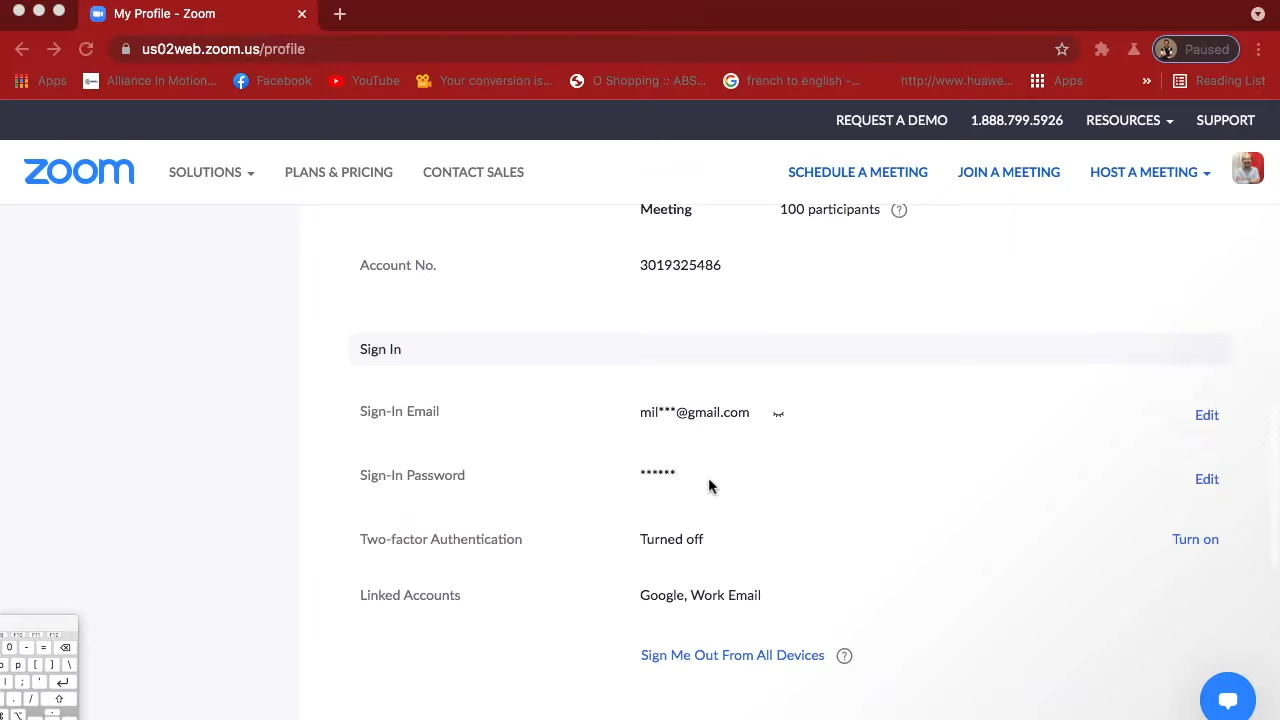 My Profile - Zoom
us02web.zoom.us/profile
Paused
Apps
Alliance In Motion...
Facebook
YouTube
Your conversion is...
O Shopping :: ABS...
french to english -...
http://www.huawe...
Apps
»
Reading List
REQUEST A DEMO
1.888.799.5926
RESOURCES
SUPPORT
zoom
SOLUTIONS
PLANS & PRICING
CONTACT SALES
SCHEDULE A MEETING
JOIN A MEETING
HOST A MEETING
Meeting
100 participants ?
Account No.
3019325486
Sign In
Sign-In Email
mil***@gmail.com
Edit
Sign-In Password
******
Edit
Two-factor Authentication
Turned off
Turn on
Linked Accounts
Google, Work Email
Sign Me Out From All Devices ?
F10 F11 F12
0 - =
p [ ] \
l ; '
. /